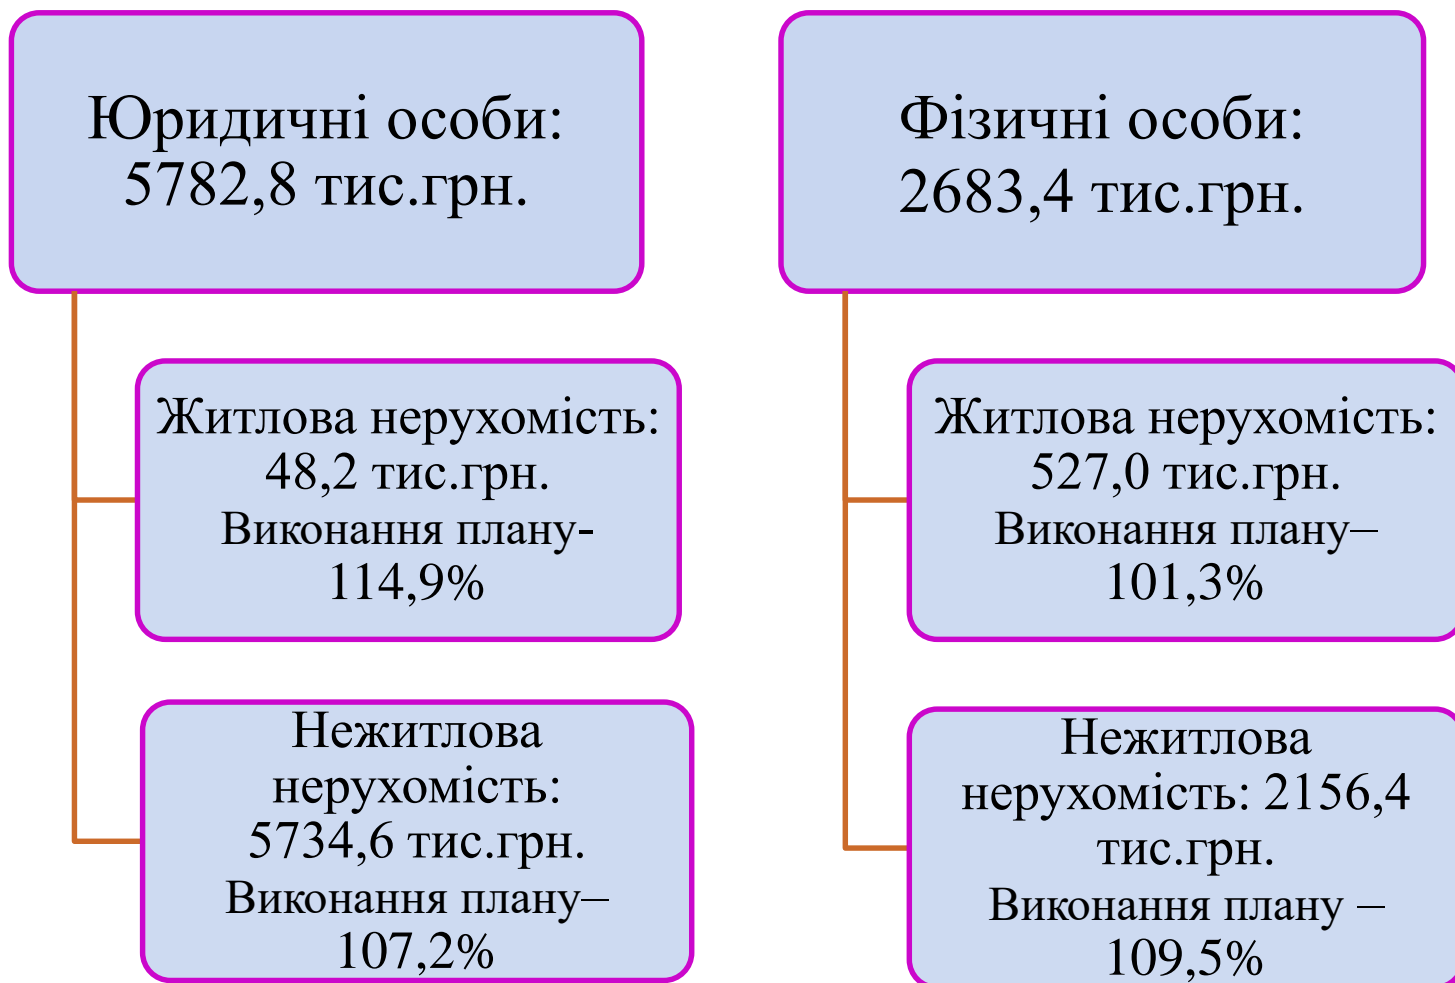 Юридичні особи:
5782,8 тис.грн.
Житлова нерухомість:
48,2 тис.грн.
Виконання плану-
114,9%
Нежитлова
нерухомість:
5734,6 тис.грн.
Виконання плану–
107,2%
Фізичні особи:
2683,4 тис.грн.
Житлова нерухомість:
527,0 тис.грн.
Виконання плану–
101,3%
Нежитлова
нерухомість: 2156,4
тис.грн.
Виконання плану –
109,5%